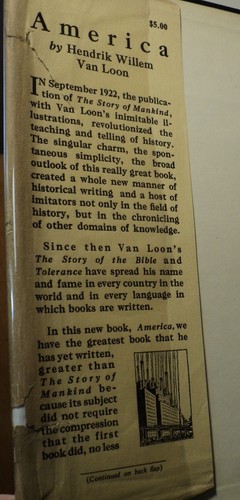 $5.00
America
by Hendrik Willem
Van Loon
IN September 1922, the publica-
tion of The Story of Mankind,
with Van Loon's inimitable il-
lustrations, revolutionized the
teaching and telling of history.
The singular charm, the spon-
taneous simplicity, the broad
outlook of this really great book,
created a whole new manner of
historical writing and a host of
imitators not only in the field of
history, but in the chronicling
of other domains of knowledge.
Since then Van Loon's
The Story of the Bible and
Tolerance have spread his name
and fame in every country in the
world and in every language in
which books are written.
In this new book, America, we
have the greatest book that he
has yet written,
greater than
The Story of
Mankind be-
cause its subject
did not require
the compression
that the first
book did, no less
(Continued on back flap)